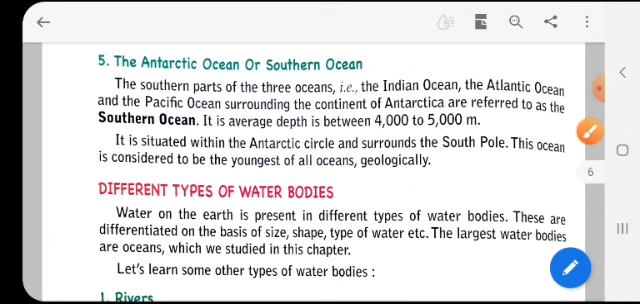 5. The Antarctic Ocean Or Southern Ocean
The southern parts of the three oceans, i.e., the Indian Ocean, the Atlantic Ocean
and the Pacific Ocean surrounding the continent of Antarctica are referred to as the
Southern Ocean. It is average depth is between 4,000 to 5,000 m.
It is situated within the Antarctic circle and surrounds the South Pole. This ocean
is considered to be the youngest of all oceans, geologically.
DIFFERENT TYPES OF WATER BODIES
Water on the earth is present in different types of water bodies. These are
differentiated on the basis of size, shape, type of water etc. The largest water bodies
are oceans, which we studied in this chapter.
Let's learn some other types of water bodies :
1. Rivers
6